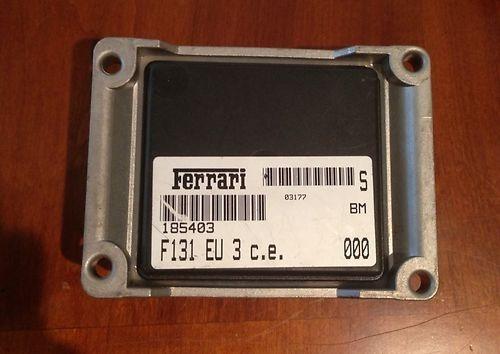 Ferrari S
03177
BM
185403
F131 EU 3 c.e. 000